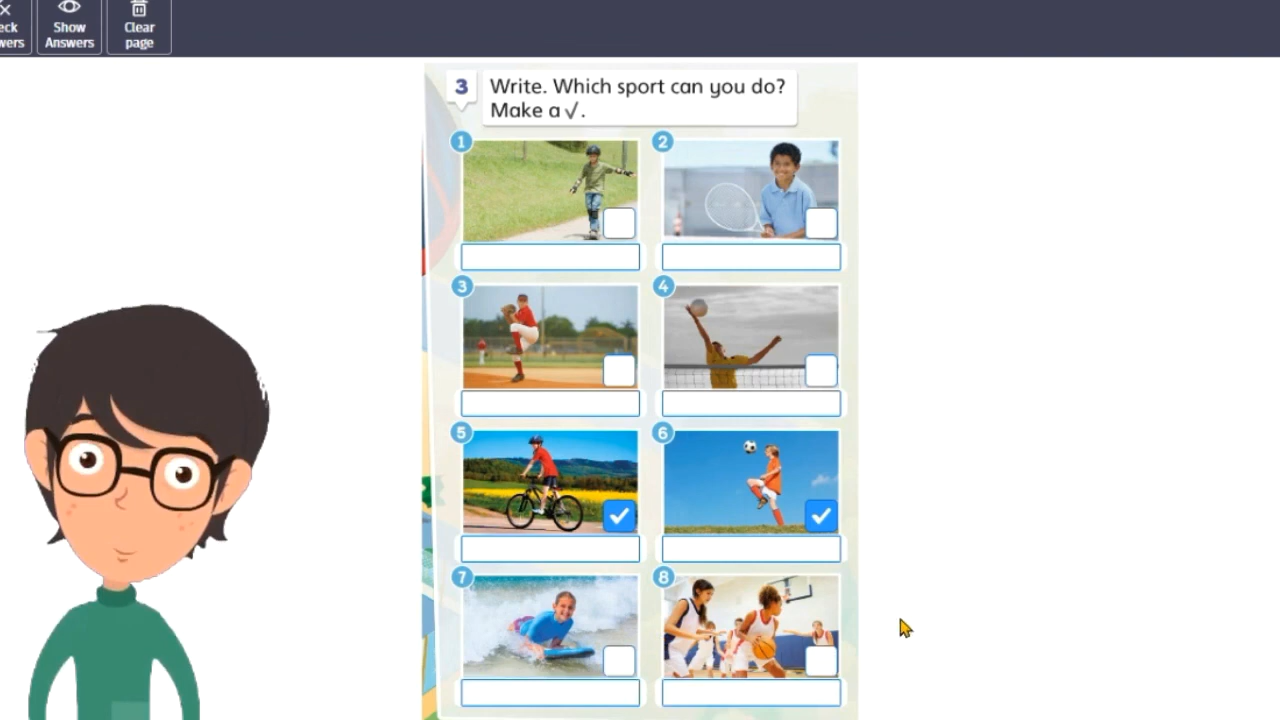 eck
wers
Show
Answers
Clear
page
3
Write. Which sport can you do?
Make a ✓.
1
2
3
4
5
6
7
8